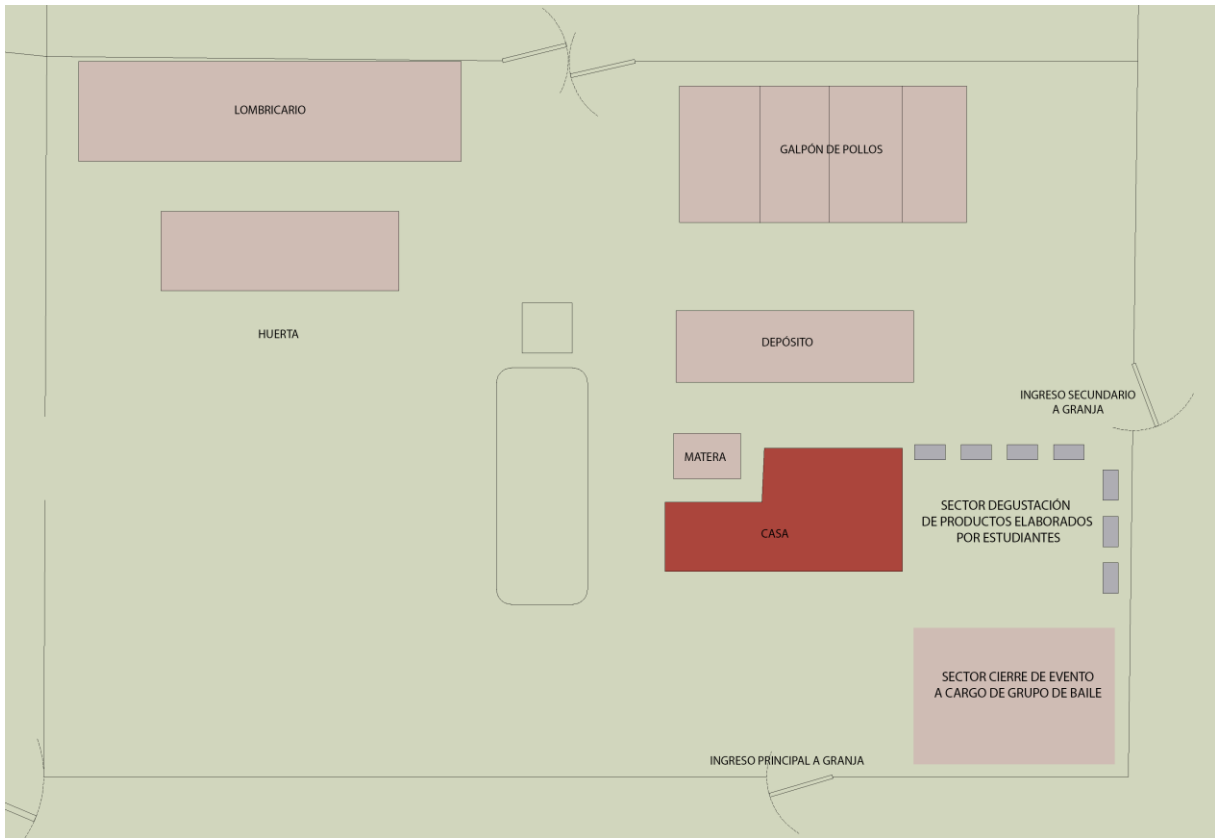 LOMBRICARIO
GALPÓN DE POLLOS
HUERTA
DEPÓSITO
INGRESO SECUNDARIO
A GRANJA
MATERA
CASA
SECTOR DEGUSTACIÓN
DE PRODUCTOS ELABORADOS
POR ESTUDIANTES
SECTOR CIERRE DE EVENTO
A CARGO DE GRUPO DE BAILE
INGRESO PRINCIPAL A GRANJA